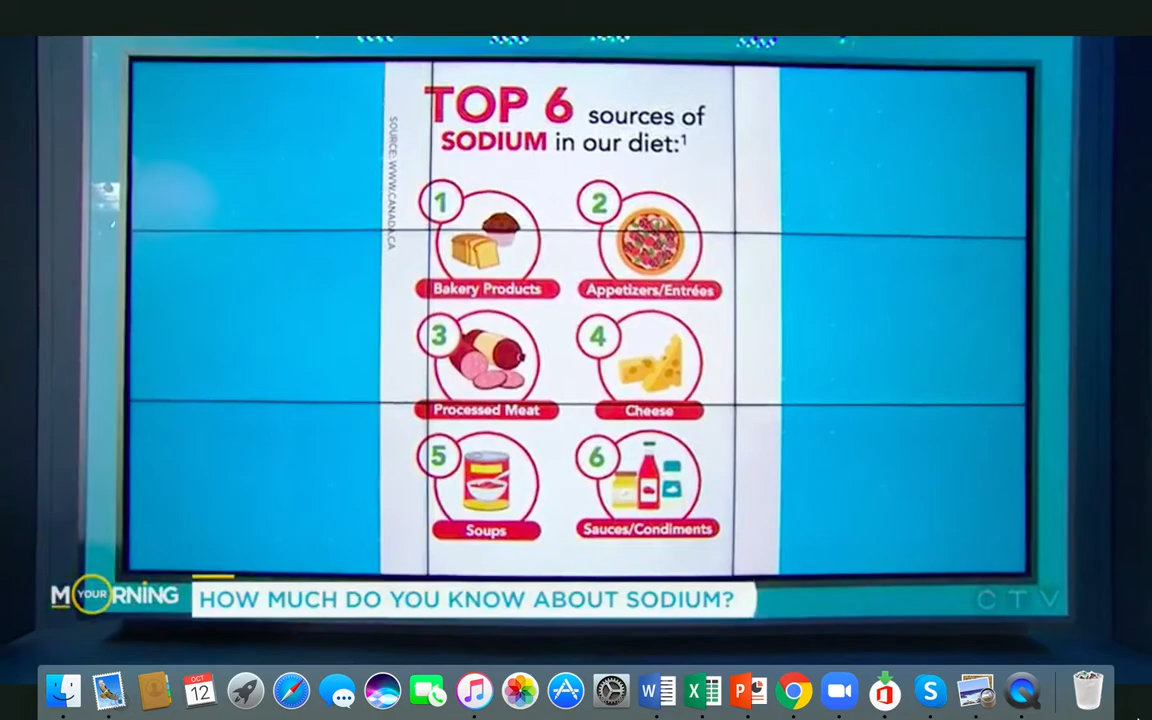 TOP 6 sources of
SODIUM in our diet:1
SOURCE: WWW.CANADA.CA
1
2
Bakery Products
Appetizers/Entrées
3
4
Processed Meat
Cheese
5
6
Soups
Sauces/Condiments
YOUR
MORNING
HOW MUCH DO YOU KNOW ABOUT SODIUM?
CTV
OCT
12
W
X
P
S